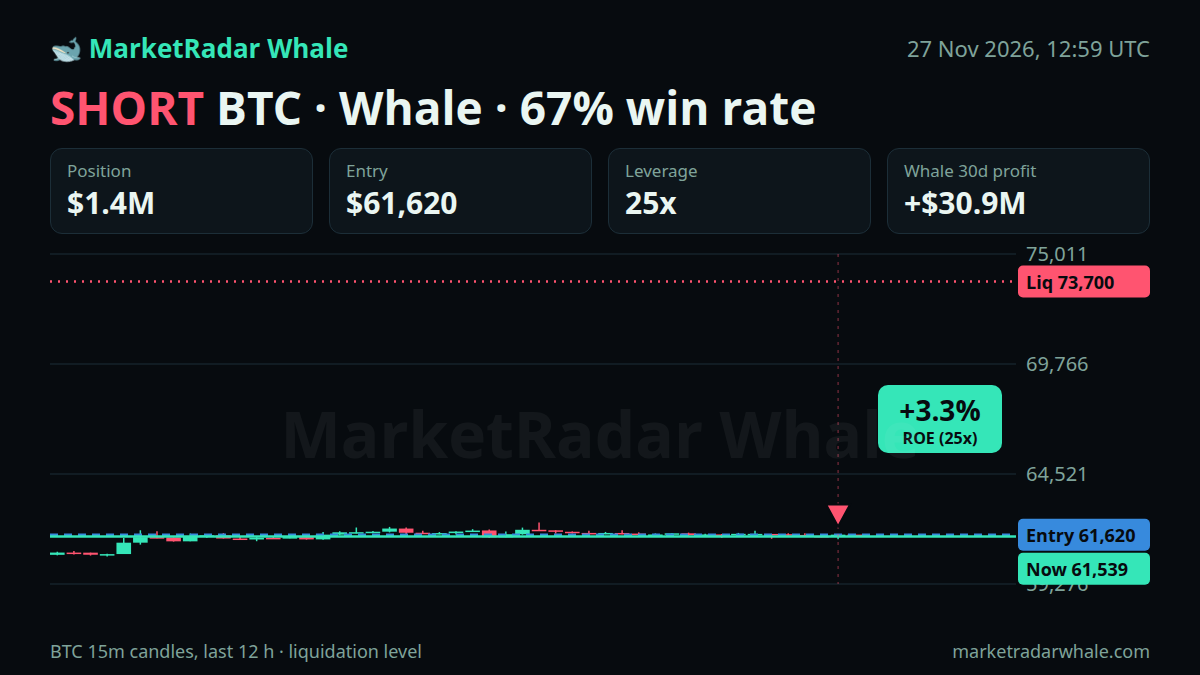 MarketRadar Whale
27 Nov 2026, 12:59 UTC
SHORT BTC · Whale · 67% win rate
Position
$1.4M
Entry
$61,620
Leverage
25x
Whale 30d profit
+$30.9M
75,011
Liq 73,700
69,766
+3.3%
ROE (25x)
MarketRadar Whale
64,521
Entry 61,620
Now 61,539
59,276
BTC 15m candles, last 12 h · liquidation level
marketradarwhale.com